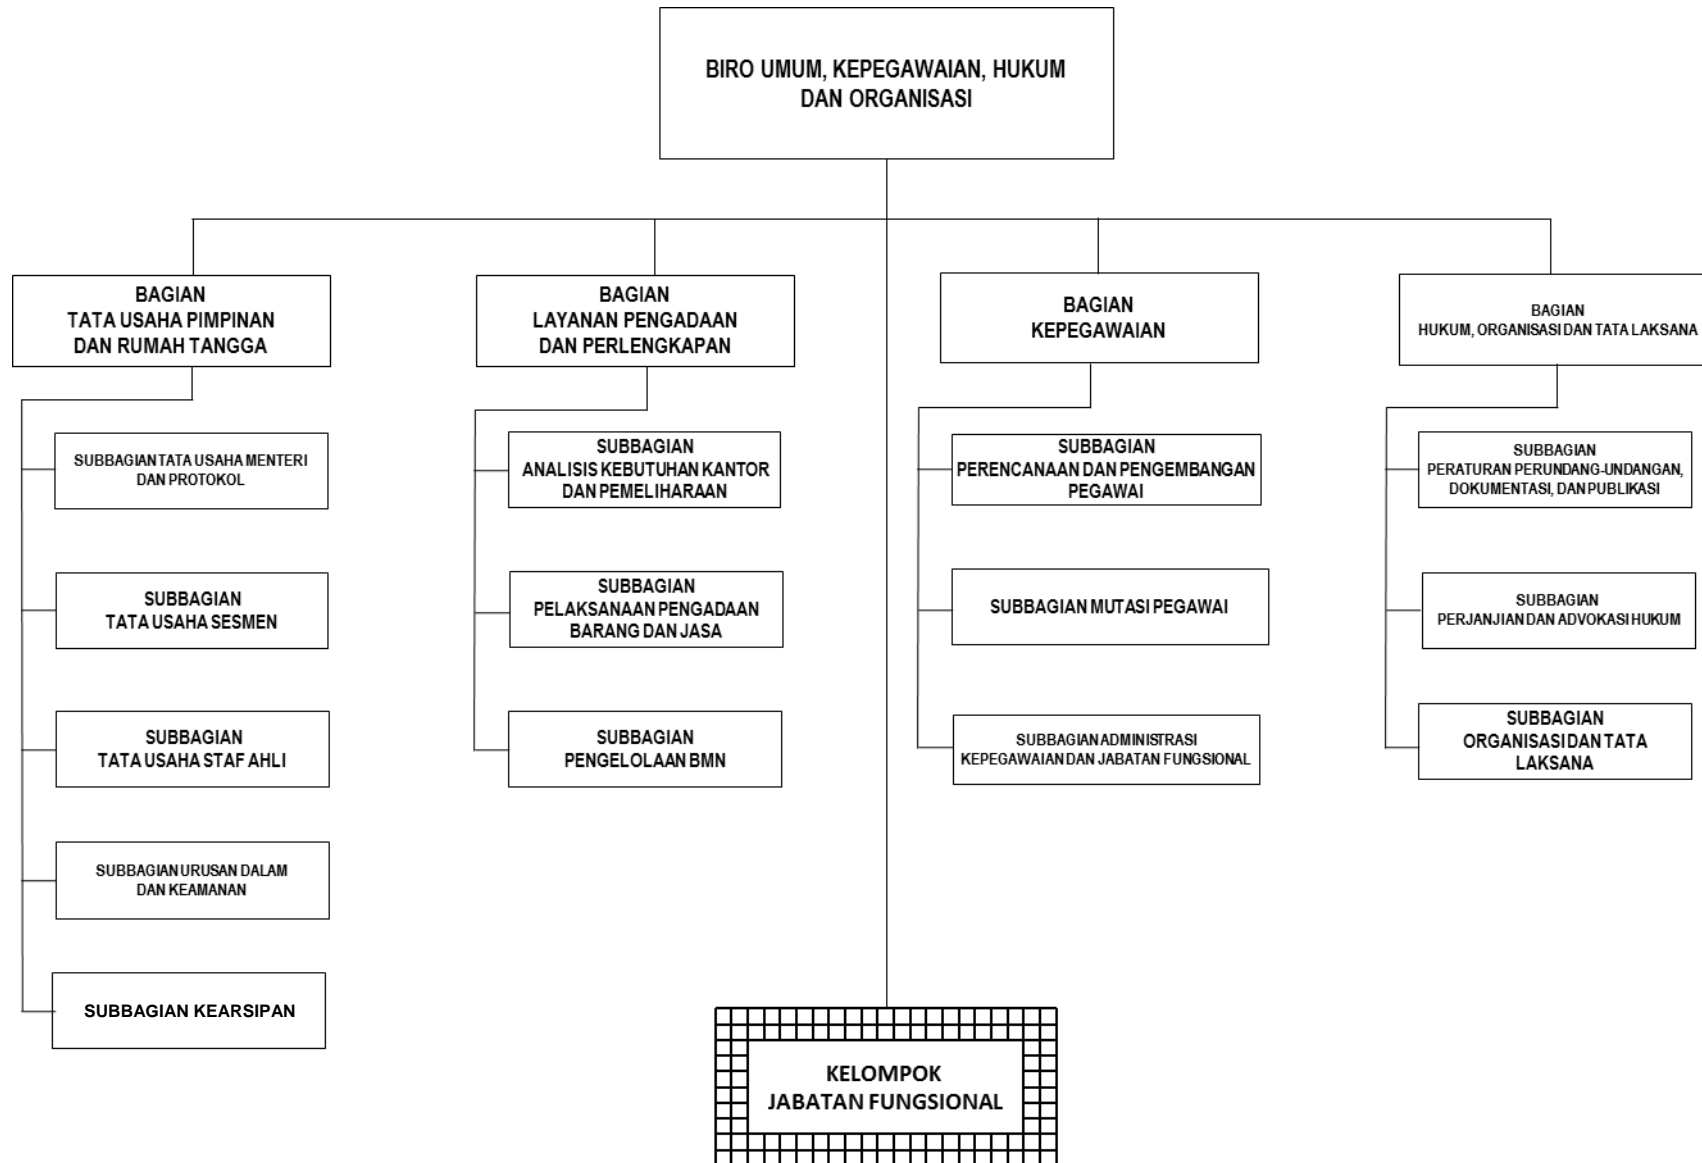 BIRO UMUM, KEPEGAWAIAN, HUKUM
DAN ORGANISASI
BAGIAN
TATA USAHA PIMPINAN
DAN RUMAH TANGGA
BAGIAN
LAYANAN PENGADAAN
DAN PERLENGKAPAN
BAGIAN
KEPEGAWAIAN
BAGIAN
HUKUM, ORGANISASI DAN TATA LAKSANA
SUBBAGIAN TATA USAHA MENTERI
DAN PROTOKOL
SUBBAGIAN
TATA USAHA SESMEN
SUBBAGIAN
TATA USAHA STAF AHLI
SUBBAGIAN URUSAN DALAM
DAN KEAMANAN
SUBBAGIAN KEARSIPAN
SUBBAGIAN
ANALISIS KEBUTUHAN KANTOR
DAN PEMELIHARAAN
SUBBAGIAN
PELAKSANAAN PENGADAAN
BARANG DAN JASA
SUBBAGIAN
PENGELOLAAN BMN
SUBBAGIAN
PERENCANAAN DAN PENGEMBANGAN
PEGAWAI
SUBBAGIAN MUTASI PEGAWAI
SUBBAGIAN ADMINISTRASI
KEPEGAWAIAN DAN JABATAN FUNGSIONAL
SUBBAGIAN
PERATURAN PERUNDANG-UNDANGAN,
DOKUMENTASI, DAN PUBLIKASI
SUBBAGIAN
PERJANJIAN DAN ADVOKASI HUKUM
SUBBAGIAN
ORGANISASI DAN TATA
LAKSANA
KELOMPOK
JABATAN FUNGSIONAL